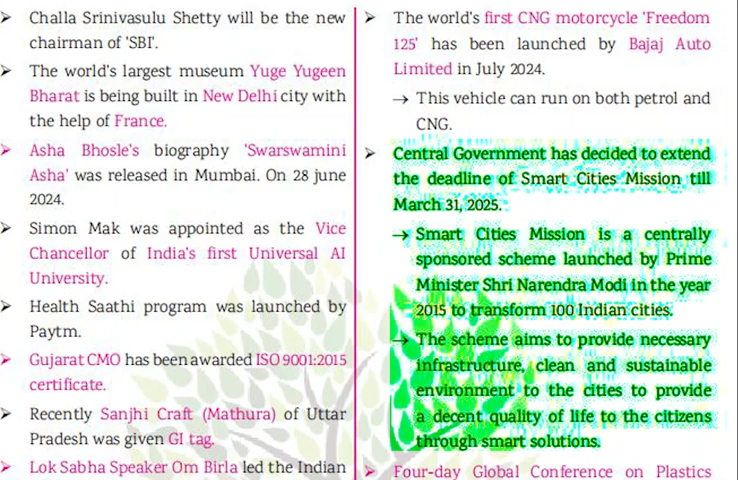 ➢ Challa Srinivasulu Shetty will be the new
chairman of 'SBI'.
➢ The world's largest museum Yuge Yugeen
Bharat is being built in New Delhi city with
the help of France.
➢ Asha Bhosle's biography 'Swarswamini
Asha' was released in Mumbai. On 28 june
2024.
➢ Simon Mak was appointed as the Vice
Chancellor of India's first Universal AI
University.
➢ Health Saathi program was launched by
Paytm.
➢ Gujarat CMO has been awarded ISO 9001:2015
certificate.
➢ Recently Sanjhi Craft (Mathura) of Uttar
Pradesh was given GI tag.
➢ Lok Sabha Speaker Om Birla led the Indian
➢ The world's first CNG motorcycle 'Freedom
125' has been launched by Bajaj Auto
Limited in July 2024.
→ This vehicle can run on both petrol and
CNG.
➢ Central Government has decided to extend
the deadline of Smart Cities Mission till
March 31, 2025.
→ Smart Cities Mission is a centrally
sponsored scheme launched by Prime
Minister Shri Narendra Modi in the year
2015 to transform 100 Indian cities.
→ The scheme aims to provide necessary
infrastructure, clean and sustainable
environment to the cities to provide
a decent quality of life to the citizens
through smart solutions.
➢ Four-day Global Conference on Plastics